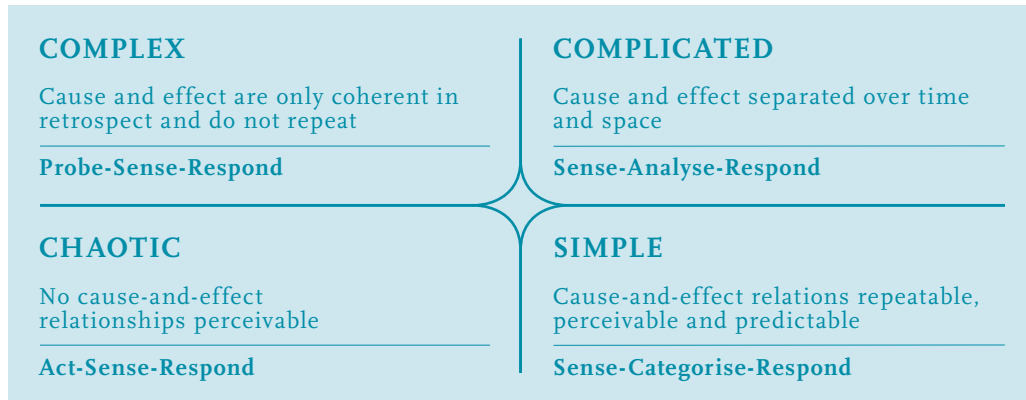 COMPLEX
Cause and effect are only coherent in
retrospect and do not repeat
Probe-Sense-Respond
COMPLICATED
Cause and effect separated over time
and space
Sense-Analyse-Respond
CHAOTIC
No cause-and-effect
relationships perceivable
Act-Sense-Respond
SIMPLE
Cause-and-effect relations repeatable,
perceivable and predictable
Sense-Categorise-Respond